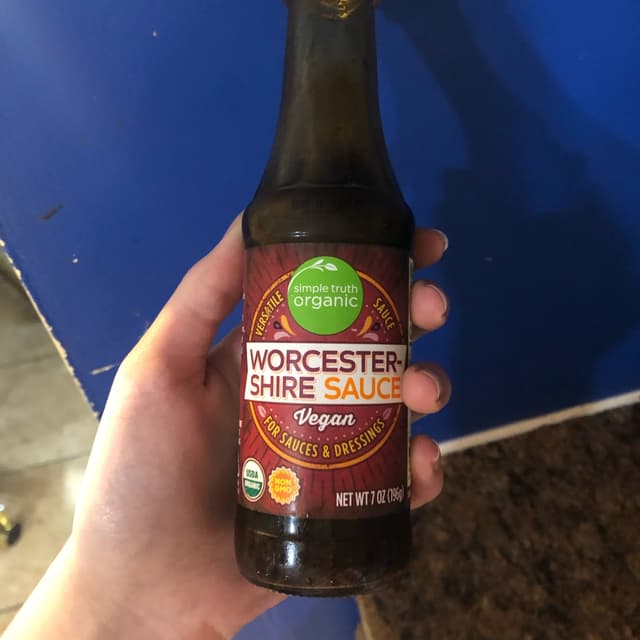 simple truth
organic
VERSATILE SAUCE
WORCESTER-
SHIRE SAUCE
Vegan
FOR SAUCES & DRESSINGS
USDA
ORGANIC
NON
GMO
NET WT 7 OZ (196g)